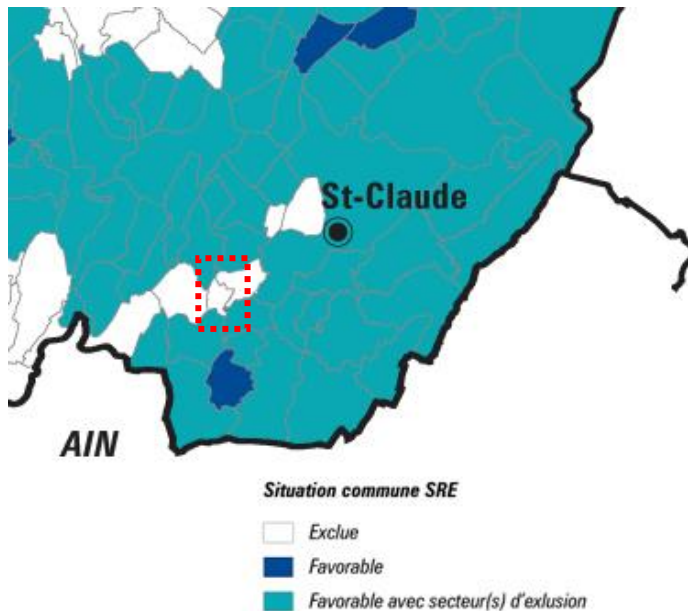 St-Claude
AIN
Situation commune SRE
Exclue
Favorable
Favorable avec secteur(s) d'exlusion